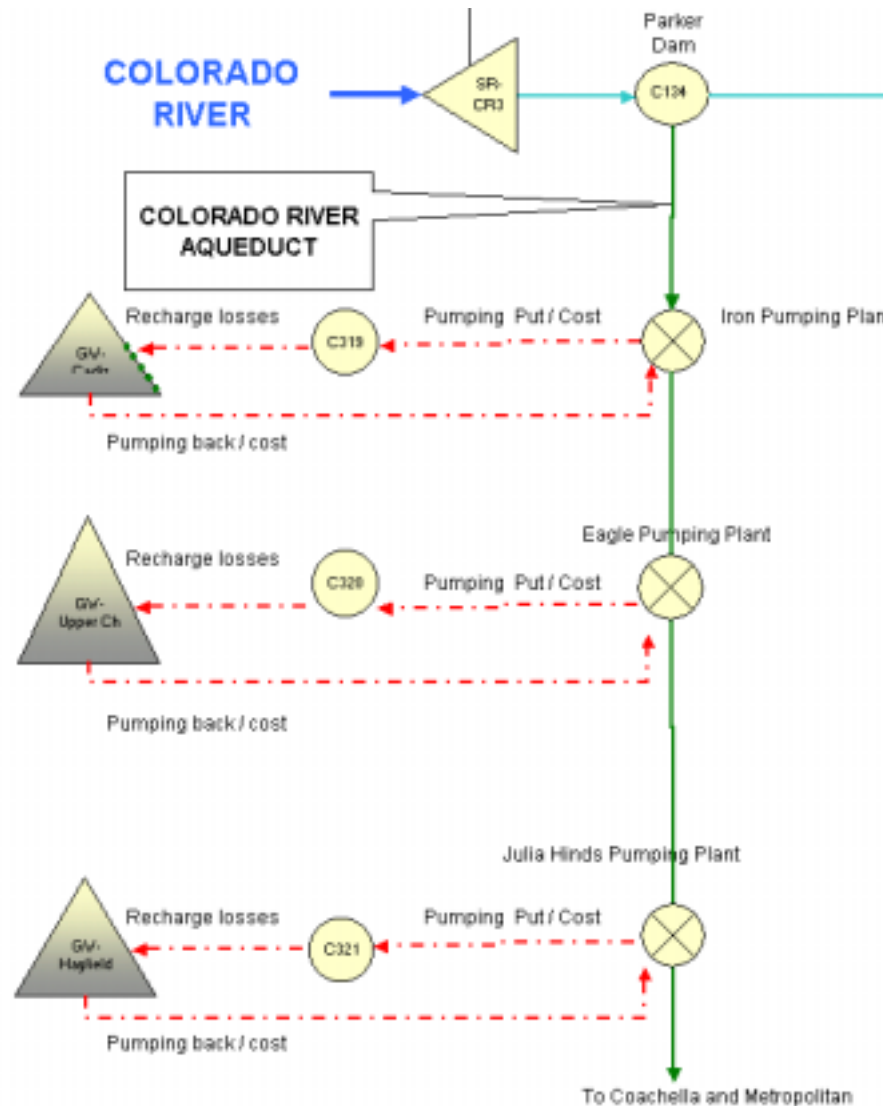 Parker
Dam
COLORADO
RIVER
SR-
CR3
C134
COLORADO RIVER
AQUEDUCT
Recharge losses
C319
Pumping Put / Cost
Iron Pumping Plan
GW-
Pumping back / cost
Eagle Pumping Plant
Recharge losses
C320
Pumping Put / Cost
GW-
Upper Ch
Pumping back / cost
Julia Hinds Pumping Plant
Recharge losses
C321
Pumping Put / Cost
GW-
Hayfield
Pumping back / cost
To Coachella and Metropolitan